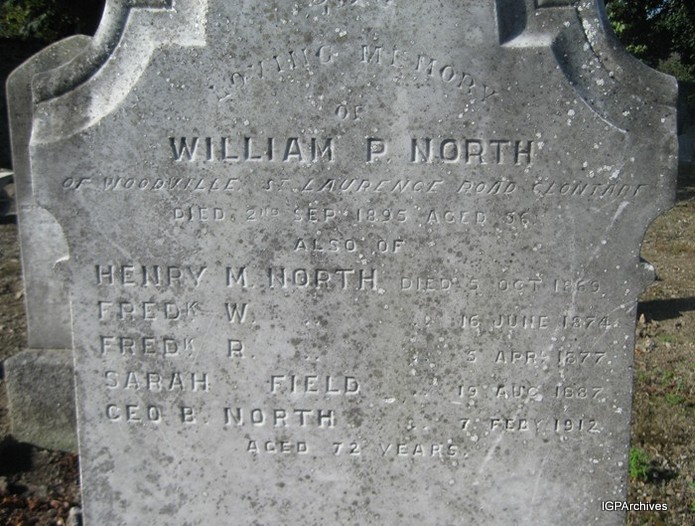 LOVING MEMORY
OF
WILLIAM P. NORTH
OF WOODVILLE, ST. LAURENCE ROAD CLONTARF
DIED 2ND SEP. 1895 AGED 56
ALSO OF
HENRY M. NORTH DIED 5 OCT 1869.
FREDK W. .. .. 16 JUNE 1874.
FREDK R. .. .. 5 APR. 1877.
SARAH FIELD .. 19 AUG 1887.
GEO B. NORTH .. 7 FEBY 1912
AGED 72 YEARS.
IGPArchives